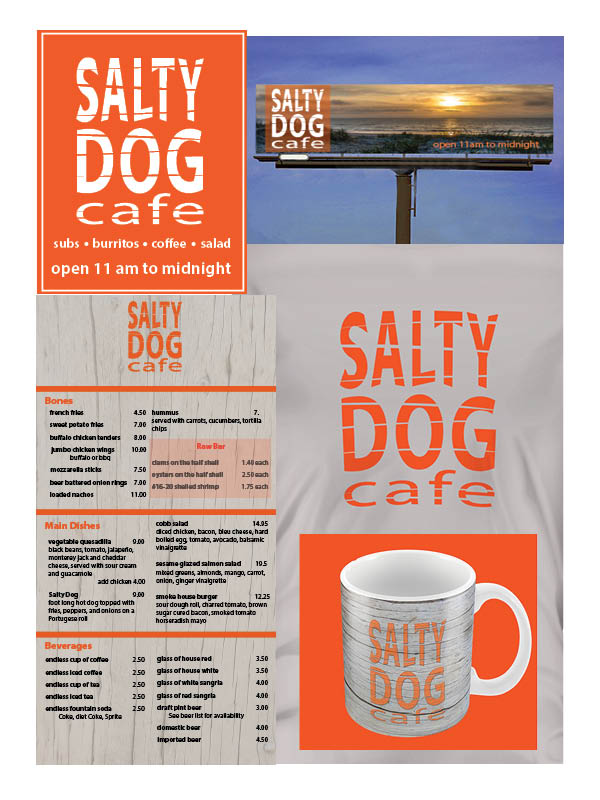 SALTY
DOG
cafe
subs • burritos • coffee • salad
open 11 am to midnight
SALTY
DOG
cafe
open 11am to midnight
SALTY
DOG
cafe
Bones
french fries 4.50
sweet potato fries 7.00
buffalo chicken tenders 8.00
jumbo chicken wings 10.00
buffalo or bbq
mozzarella sticks 7.50
beer battered onion rings 7.00
loaded nachos 11.00
hummus 7.
served with carrots, cucumbers, tortilla
chips
Raw Bar
clams on the half shell 1.40 each
oysters on the half shell 2.50 each
#16-20 shelled shrimp 1.75 each
Main Dishes
vegetable quesadilla 9.00
black beans, tomato, jalapeño,
monterey jack and cheddar
cheese, served with sour cream
and guacamole
add chicken 4.00
Salty Dog 9.00
foot long hot dog topped with
fries, peppers, and onions on a
Portugese roll
cobb salad 14.95
diced chicken, bacon, bleu cheese, hard
boiled egg, tomato, avocado, balsamic
vinaigrette
sesame glazed salmon salad 19.5
mixed greens, almonds, mango, carrot,
onion, ginger vinaigrette
smoke house burger 12.25
sour dough roll, charred tomato, brown
sugar cured bacon, smoked tomato
horseradish mayo
Beverages
endless cup of coffee 2.50
endless iced coffee 2.50
endless cup of tea 2.50
endless iced tea 2.50
endless fountain soda 2.50
Coke, diet Coke, Sprite
glass of house red 3.50
glass of house white 3.50
glass of white sangria 4.00
glass of red sangria 4.00
draft pint beer 3.00
See beer list for availability
domestic beer 4.00
imported beer 4.50
SALTY
DOG
cafe
SALTY
DOG
cafe